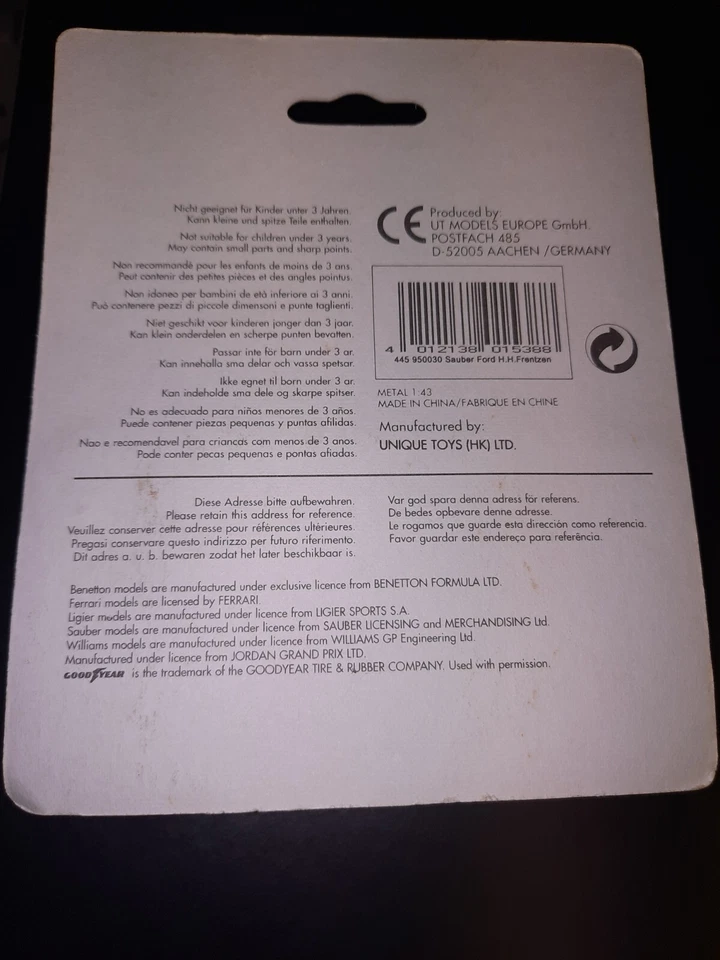 Nicht geeignet für Kinder unter 3 Jahren.
Kann kleine und spitze Teile enthalten.
Not suitable for children under 3 years.
May contain small parts and sharp points.
Non recommandé pour les enfants de moins de 3 ans.
Peut contenir des petites pièces et des angles pointus.
Non idoneo per bambini de età inferiore ai 3 anni.
Può contenere pezzi di piccole dimensoni e punte taglienti.
Niet geschikt voor kinderen jonger dan 3 jaar.
Kan klein onderdelen en scherpe punten bevatten.
Passar inte för barn under 3 ar.
Kan innehalla sma delar och vassa spetsar.
Ikke egnet til born under 3 ar.
Kan indeholde sma dele og skarpe spitser.
No es adecuado para niños menores de 3 años.
Puede contener piezas pequenas y puntas afilidas.
Nao e recomendavel para criancas com menos de 3 anos.
Pode conter pecas pequenas e pontas afiadas.
CE Produced by:
UT MODELS EUROPE GmbH.
POSTFACH 485
D-52005 AACHEN /GERMANY
4 012138 015388
445 950030 Sauber Ford H.H.Frentzen
METAL 1:43
MADE IN CHINA/FABRIQUE EN CHINE
Manufactured by:
UNIQUE TOYS (HK) LTD.
Diese Adresse bitte aufbewahren.
Please retain this address for reference.
Veuillez conserver cette adresse pour références ultérieures.
Pregasi conservare questo indirizzo per futuro riferimento.
Dit adres a. u. b. bewaren zodat het later beschikbaar is.
Var god spara denna adress för referens.
De bedes opbevare denne adresse.
Le rogamos que guarde esta dirección como referencia.
Favor guardar este endereço para referência.
Benetton models are manufactured under exclusive licence from BENETTON FORMULA LTD.
Ferrari models are licensed by FERRARI.
Ligier models are manufactured under licence from LIGIER SPORTS S.A.
Sauber models are manufactured under licence from SAUBER LICENSING and MERCHANDISING Ltd.
Williams models are manufactured under licence from WILLIAMS GP Engineering Ltd.
Manufactured under licence from JORDAN GRAND PRIX LTD.
GOODYEAR is the trademark of the GOODYEAR TIRE & RUBBER COMPANY. Used with permission.